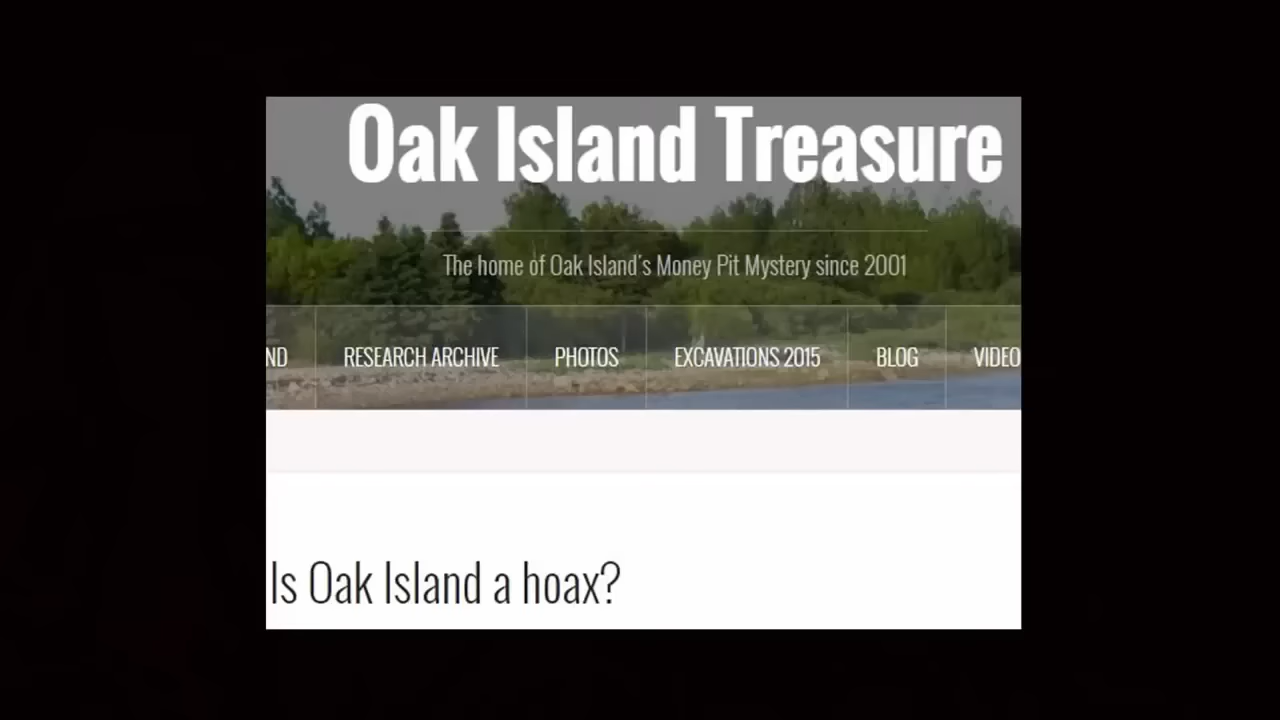 Oak Island Treasure
The home of Oak Island's Money Pit Mystery since 2001
ND RESEARCH ARCHIVE PHOTOS EXCAVATIONS 2015 BLOG VIDEO
Is Oak Island a hoax?